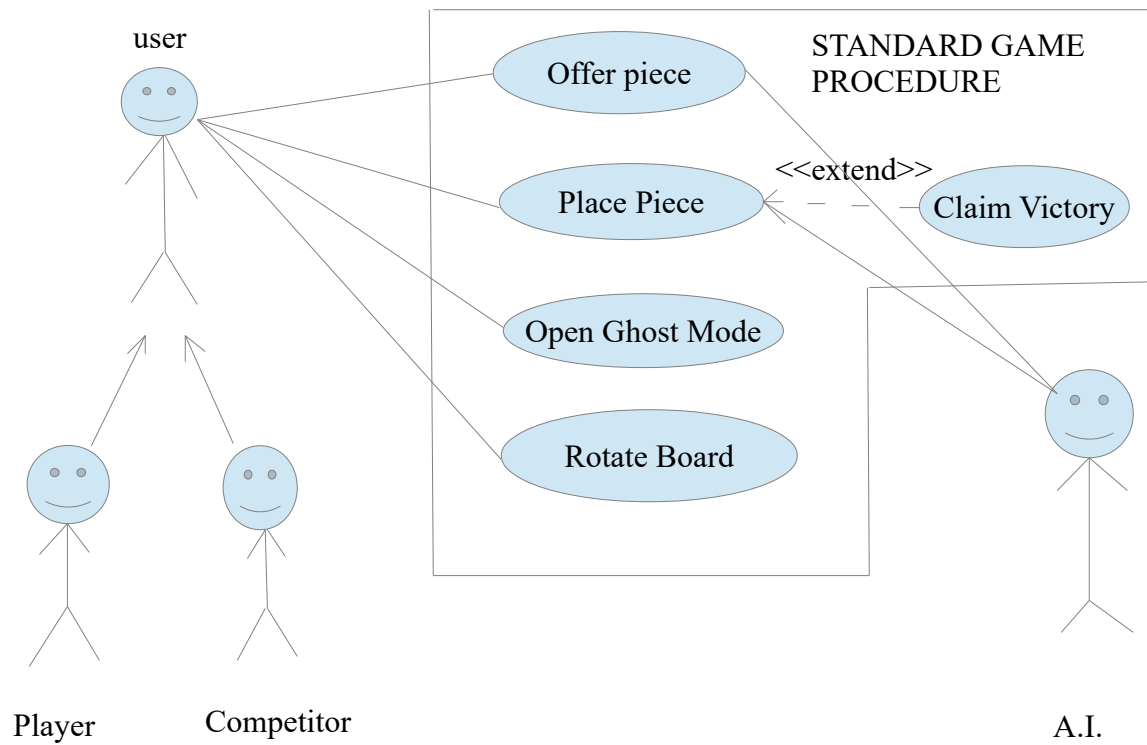 user
Offer piece
STANDARD GAME
PROCEDURE
<<extend>>
Place Piece
Claim Victory
Open Ghost Mode
Rotate Board
Player
Competitor
A.I.